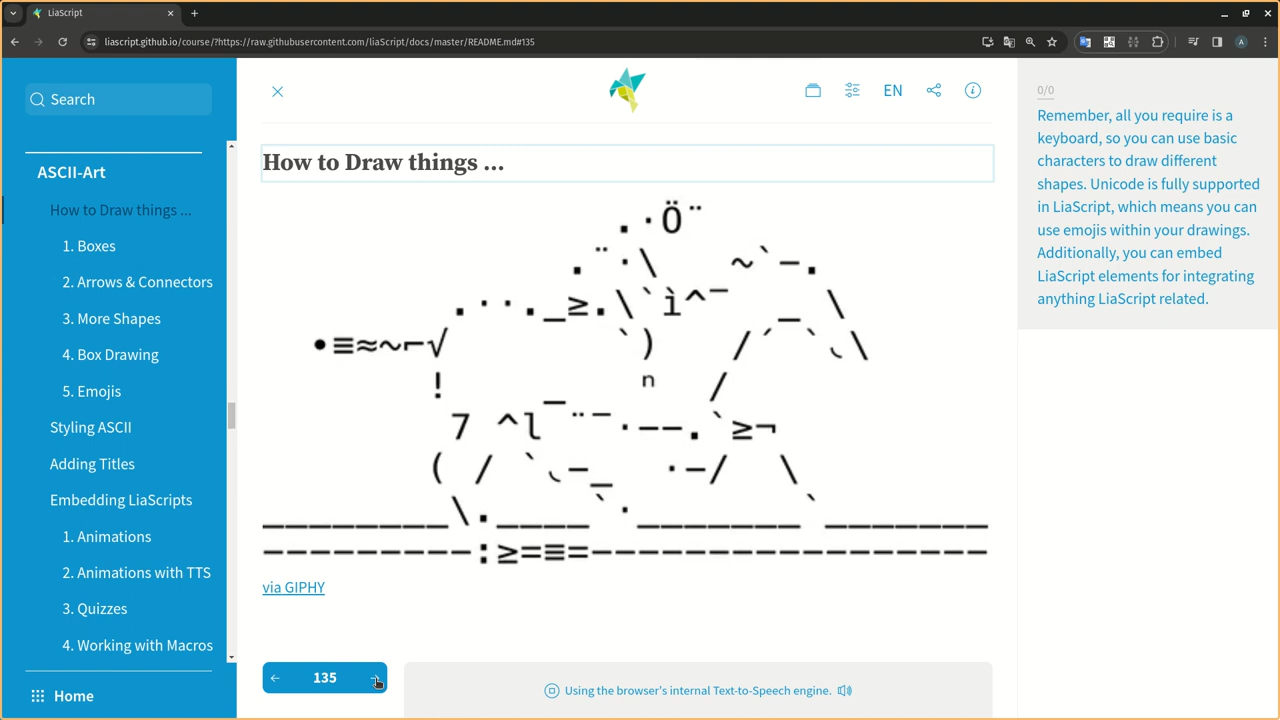 LiaScript
liascript.github.io/course/?https://raw.githubusercontent.com/liaScript/docs/master/README.md#135
A
Search
EN
ASCII-Art
How to Draw things ...
1. Boxes
2. Arrows & Connectors
3. More Shapes
4. Box Drawing
5. Emojis
Styling ASCII
Adding Titles
Embedding LiaScripts
1. Animations
2. Animations with TTS
3. Quizzes
4. Working with Macros
Home
How to Draw things ...
via GIPHY
135
Using the browser's internal Text-to-Speech engine.
0/0
Remember, all you require is a
keyboard, so you can use basic
characters to draw different
shapes. Unicode is fully supported
in LiaScript, which means you can
use emojis within your drawings.
Additionally, you can embed
LiaScript elements for integrating
anything LiaScript related.